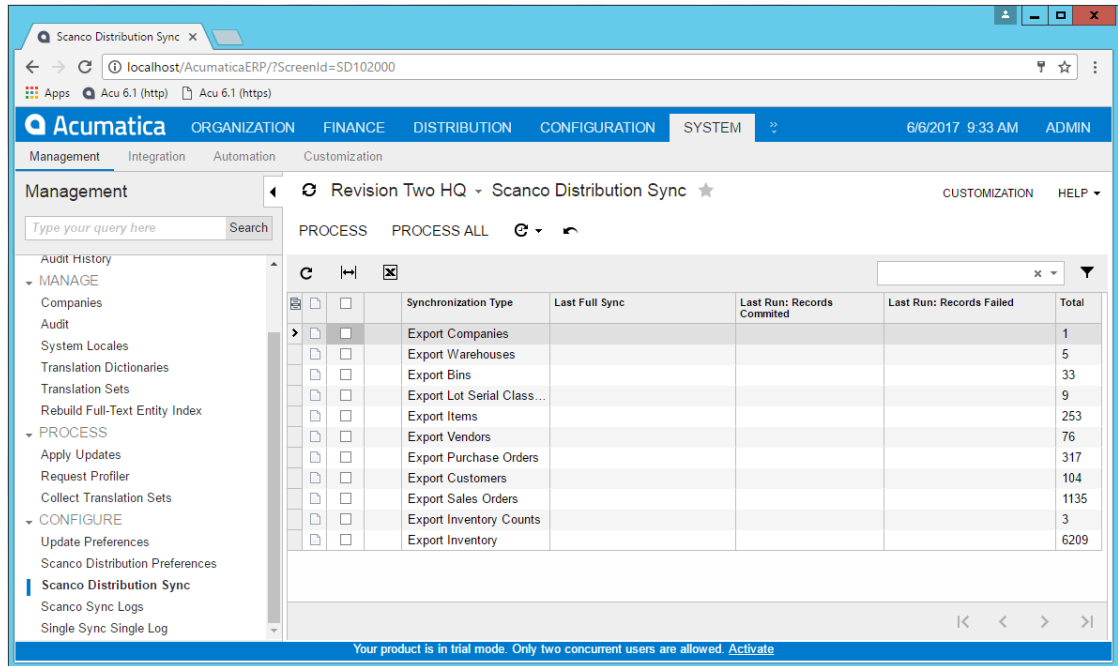 Scanco Distribution Sync
localhost/AcumaticaERP/?ScreenId=SD102000
Apps Acu 6.1 (http) Acu 6.1 (https)
Acumatica ORGANIZATION FINANCE DISTRIBUTION CONFIGURATION SYSTEM 6/6/2017 9:33 AM ADMIN
Management Integration Automation Customization
Management
Revision Two HQ - Scanco Distribution Sync CUSTOMIZATION HELP
Type your query here Search
PROCESS PROCESS ALL
Audit History
MANAGE
Companies
Audit
System Locales
Translation Dictionaries
Translation Sets
Rebuild Full-Text Entity Index
PROCESS
Apply Updates
Request Profiler
Collect Translation Sets
CONFIGURE
Update Preferences
Scanco Distribution Preferences
Scanco Distribution Sync
Scanco Sync Logs
Single Sync Single Log
Synchronization Type Last Full Sync Last Run: Records Commited Last Run: Records Failed Total
Export Companies 1
Export Warehouses 5
Export Bins 33
Export Lot Serial Class... 9
Export Items 253
Export Vendors 76
Export Purchase Orders 317
Export Customers 104
Export Sales Orders 1135
Export Inventory Counts 3
Export Inventory 6209
Your product is in trial mode. Only two concurrent users are allowed. Activate